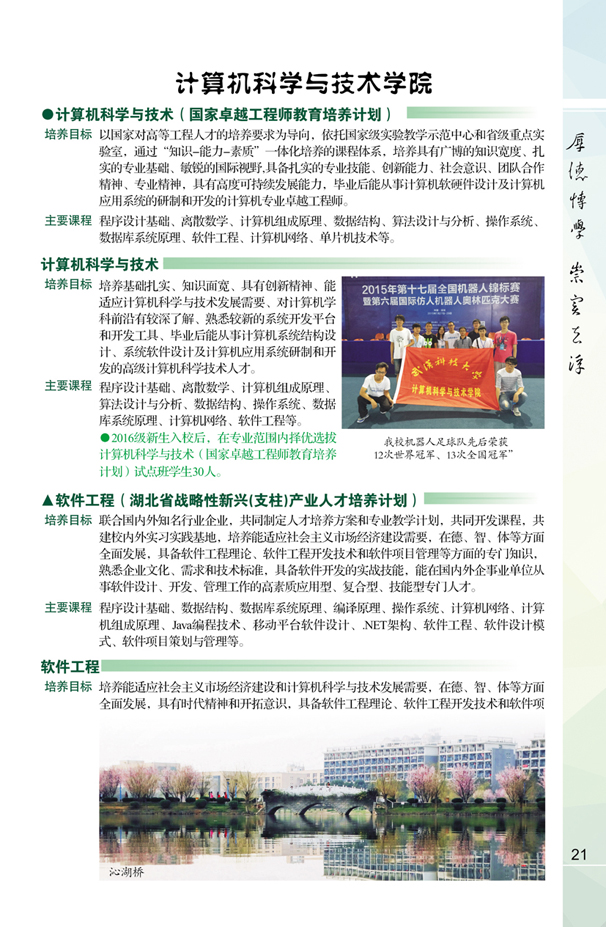 计算机科学与技术学院
●计算机科学与技术（国家卓越工程师教育培养计划）
培养目标 以国家对高等工程人才的培养要求为导向，依托国家级实验教学示范中心和省级重点实
验室，通过“知识-能力-素质”一体化培养的课程体系，培养具有广博的知识宽度、扎
实的专业基础、敏锐的国际视野,具备扎实的专业技能、创新能力、社会意识、团队合作
精神、专业精神，具有高度可持续发展能力，毕业后能从事计算机软硬件设计及计算机
应用系统的研制和开发的计算机专业卓越工程师。
主要课程 程序设计基础、离散数学、计算机组成原理、数据结构、算法设计与分析、操作系统、
数据库系统原理、软件工程、计算机网络、单片机技术等。
计算机科学与技术
培养目标 培养基础扎实、知识面宽、具有创新精神、能
适应计算机科学与技术发展需要、对计算机学
科前沿有较深了解、熟悉较新的系统开发平台
和开发工具、毕业后能从事计算机系统结构设
计、系统软件设计及计算机应用系统研制和开
发的高级计算机科学技术人才。
主要课程 程序设计基础、离散数学、计算机组成原理、
算法设计与分析、数据结构、操作系统、数据
库系统原理、计算机网络、软件工程等。
●2016级新生入校后，在专业范围内择优选拔
计算机科学与技术（国家卓越工程师教育培养
计划）试点班学生30人。
2015年第十七届全国机器人锦标赛
暨第六届国际仿人机器人奥林匹克大赛
武汉科技大学
计算机科学与技术学院
我校机器人足球队先后荣获
12次世界冠军、13次全国冠军”
▲软件工程（湖北省战略性新兴(支柱)产业人才培养计划）
培养目标 联合国内外知名行业企业，共同制定人才培养方案和专业教学计划，共同开发课程，共
建校内外实习实践基地，培养能适应社会主义市场经济建设需要，在德、智、体等方面
全面发展，具备软件工程理论、软件工程开发技术和软件项目管理等方面的专门知识，
熟悉企业文化、需求和技术标准，具备软件开发的实战技能，能在国内外企事业单位从
事软件设计、开发、管理工作的高素质应用型、复合型、技能型专门人才。
主要课程 程序设计基础、数据结构、数据库系统原理、编译原理、操作系统、计算机网络、计算
机组成原理、Java编程技术、移动平台软件设计、.NET架构、软件工程、软件设计模
式、软件项目策划与管理等。
软件工程
培养目标 培养能适应社会主义市场经济建设和计算机科学与技术发展需要，在德、智、体等方面
全面发展，具有时代精神和开拓意识，具备软件工程理论、软件工程开发技术和软件项
沁湖桥
厚德博学 崇实去浮
21